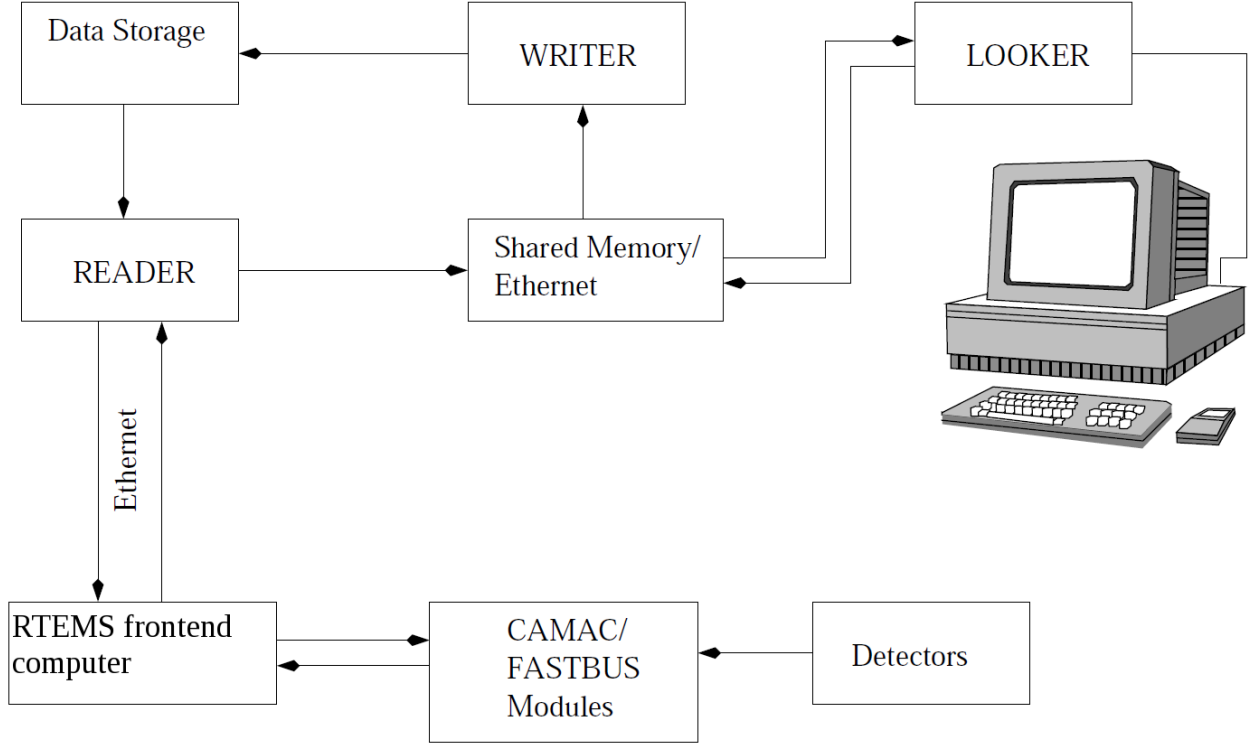 Data Storage
WRITER
LOOKER
READER
Shared Memory/
Ethernet
Ethernet
RTEMS frontend
computer
CAMAC/
FASTBUS
Modules
Detectors